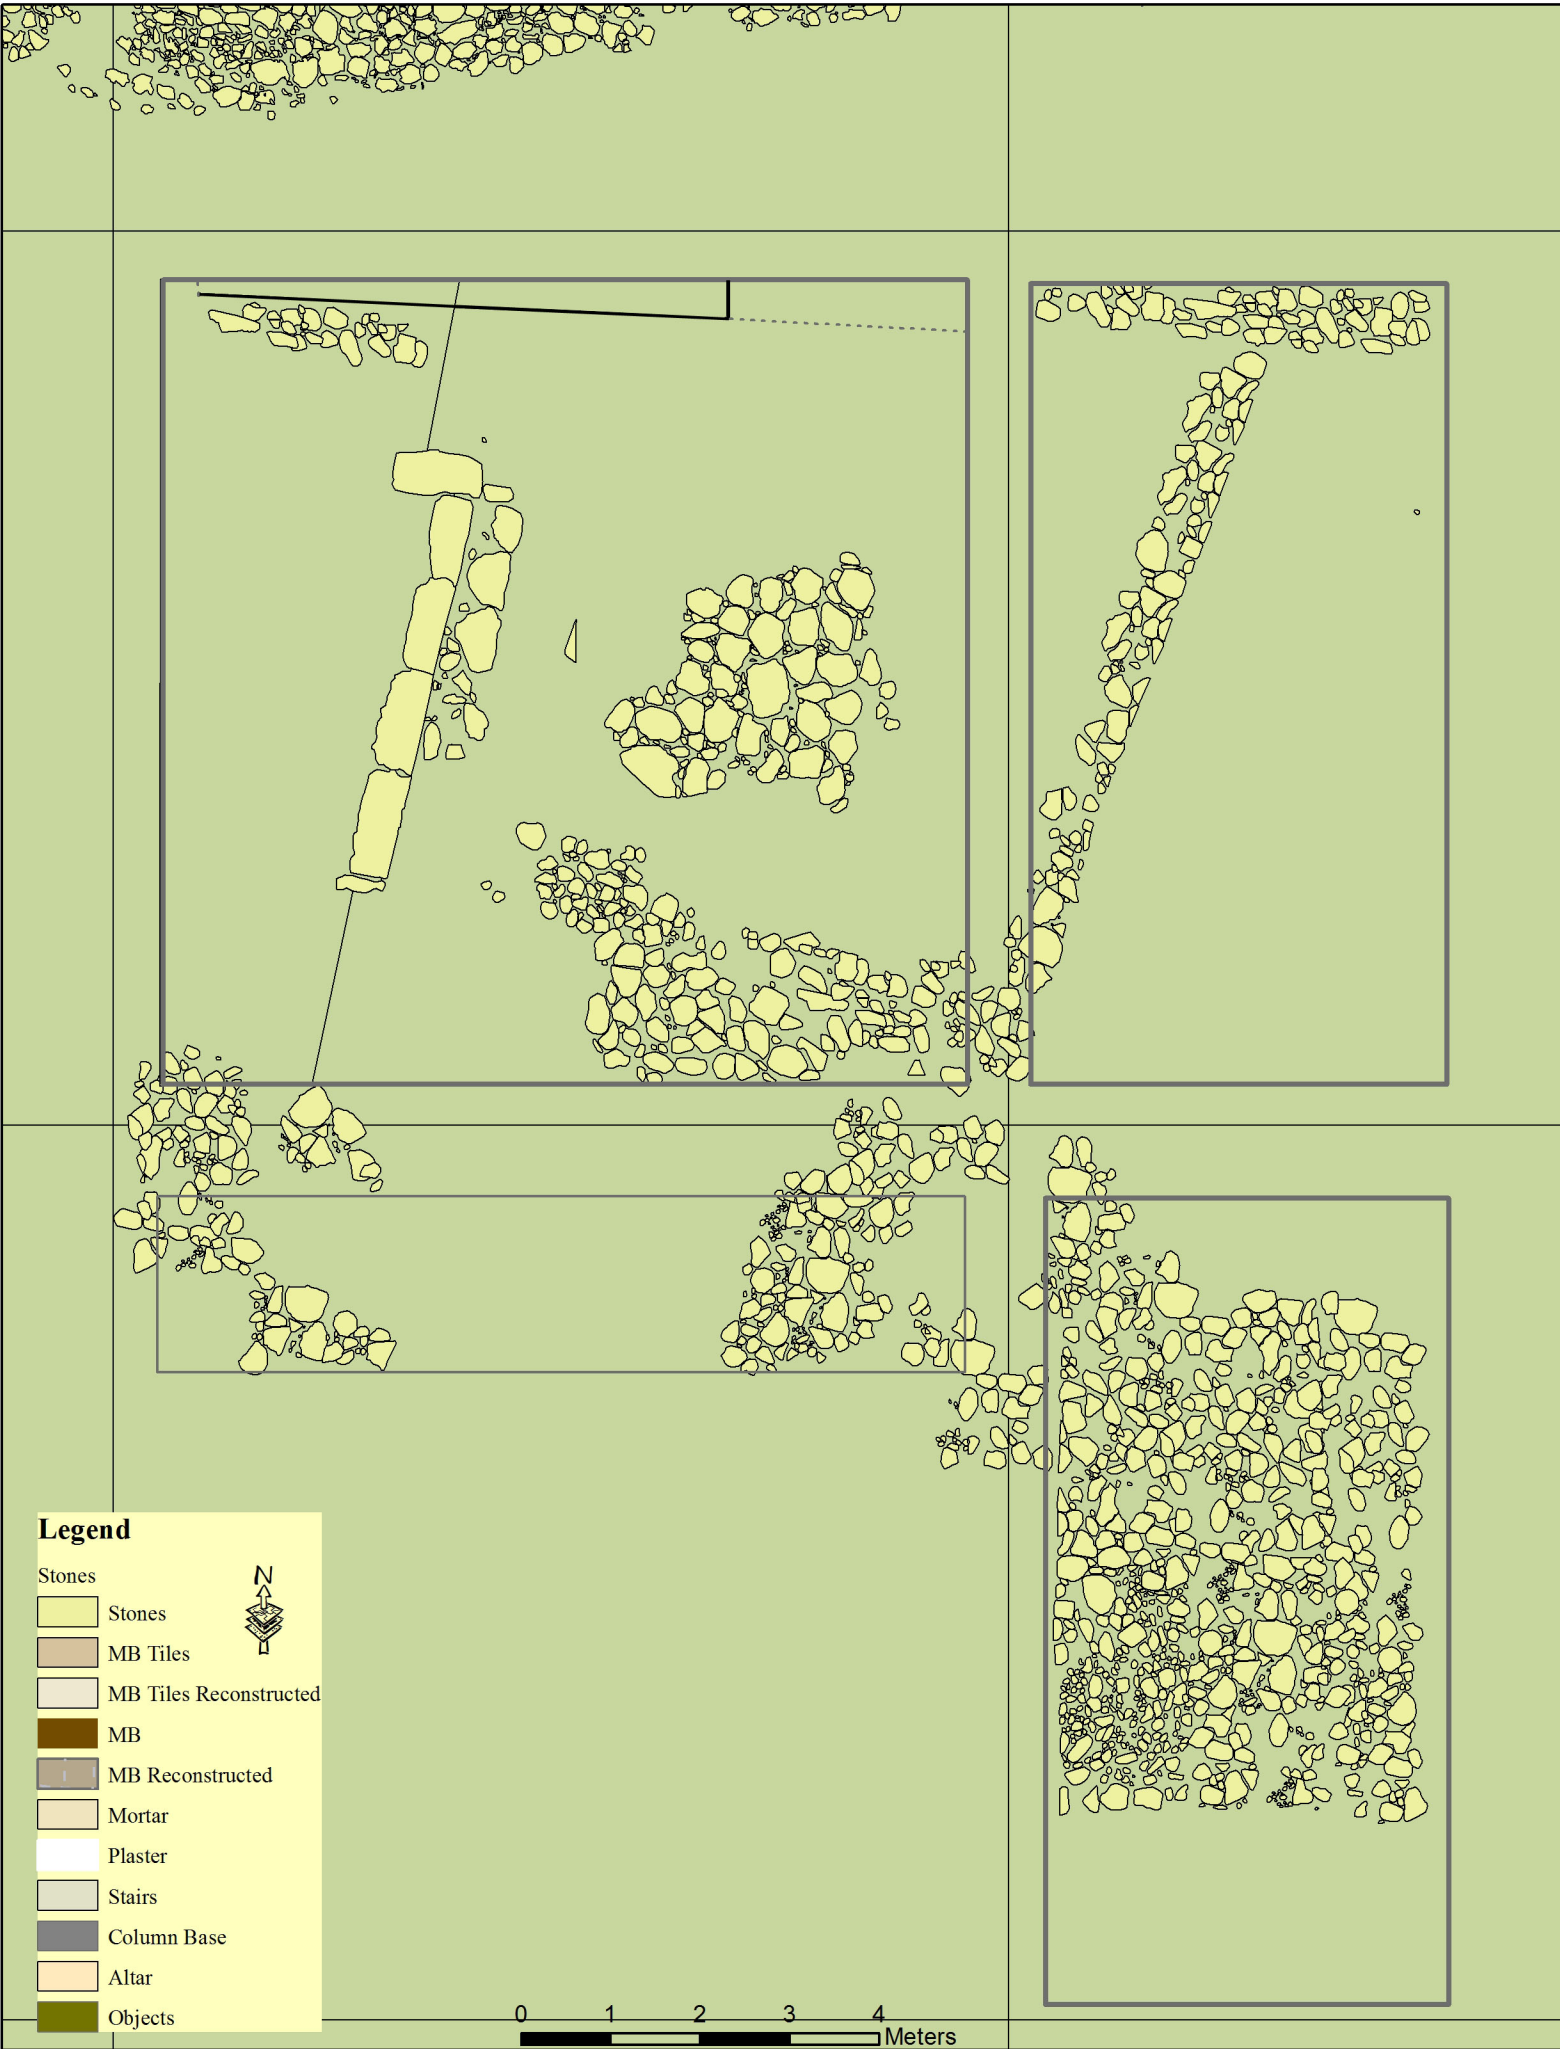 Legend
Stones
N
Stones
MB Tiles
MB Tiles Reconstructed
MB
MB Reconstructed
Mortar
Plaster
Stairs
Column Base
Altar
Objects
0 1 2 3 4
Meters